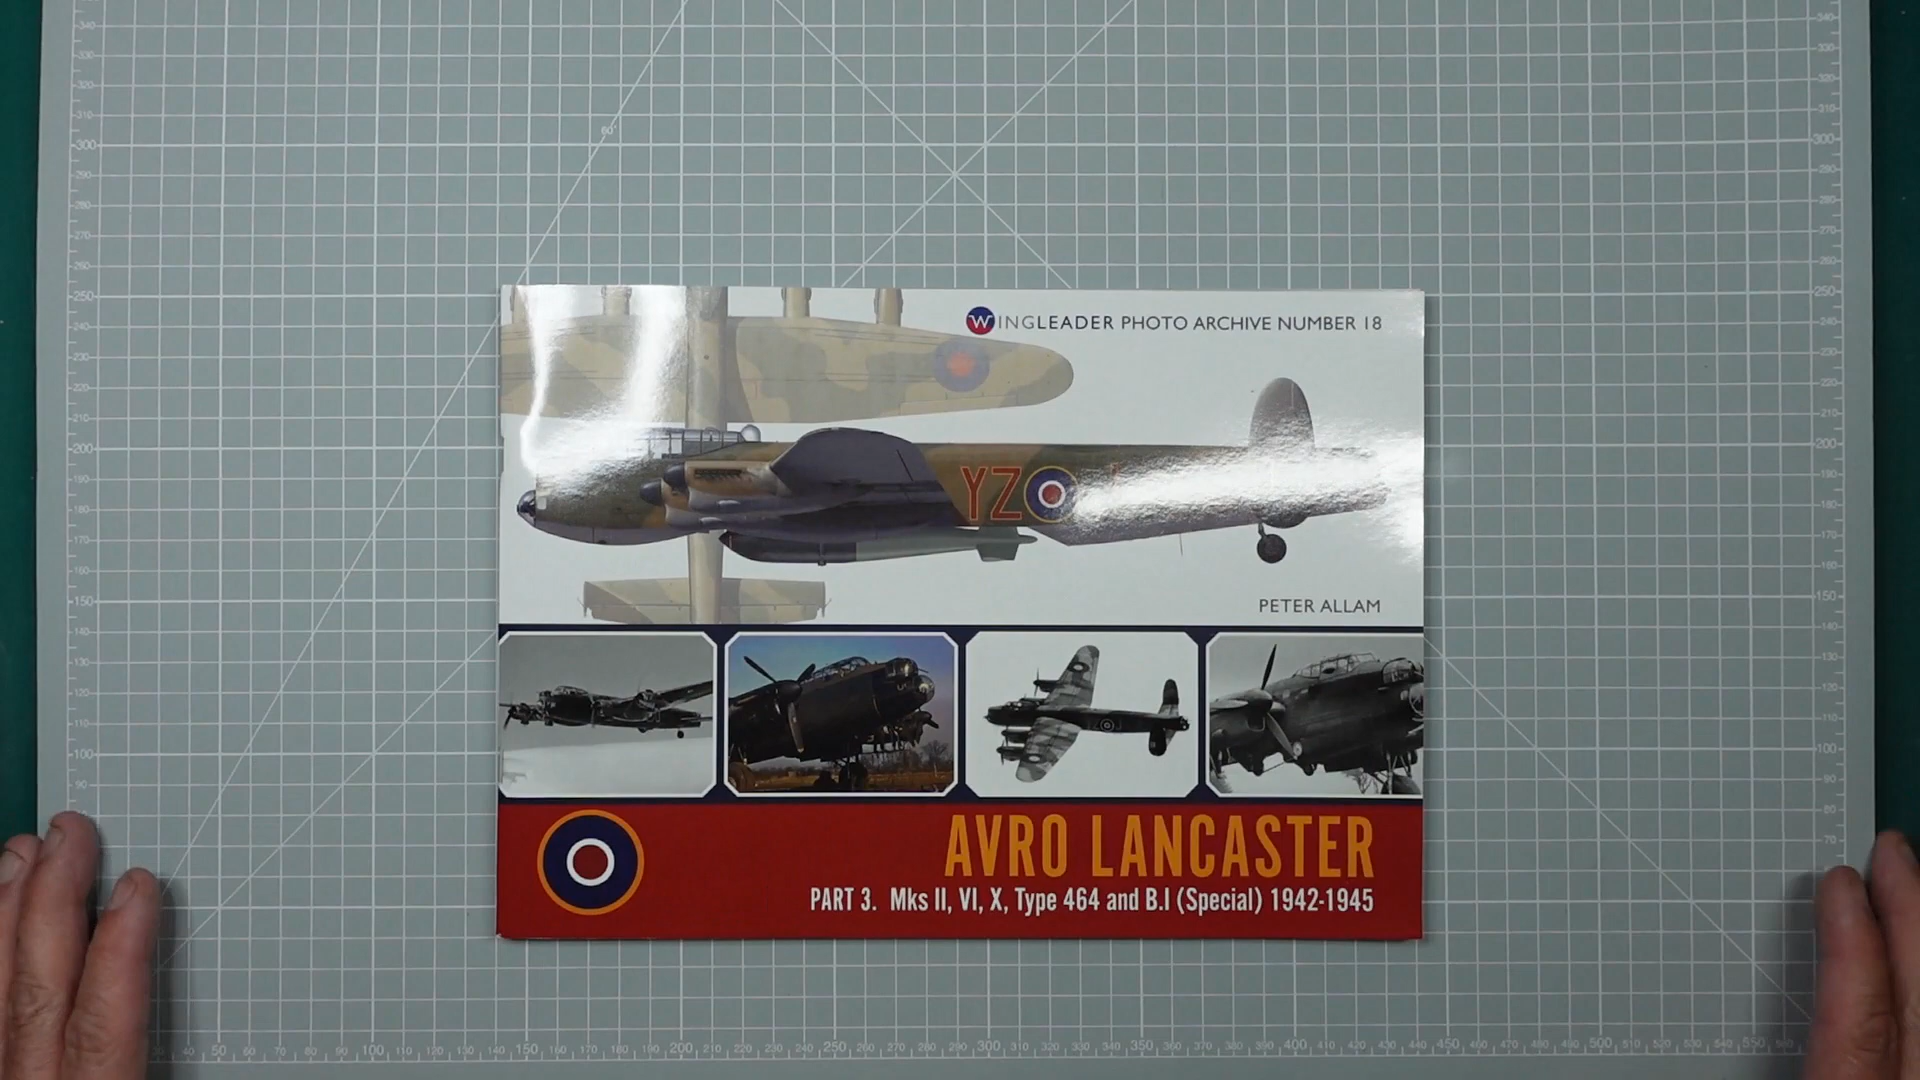 WINGLEADER PHOTO ARCHIVE NUMBER 18
YZ
PETER ALLAM
AVRO LANCASTER
PART 3. Mks II, VI, X, Type 464 and B.I (Special) 1942-1945